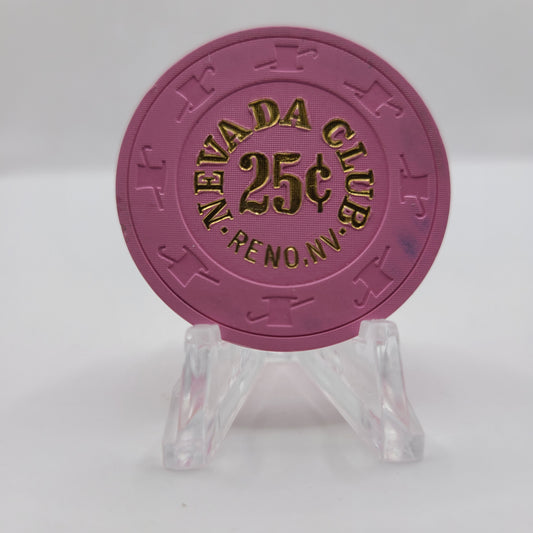 NEVADA CLUB
25¢
· RENO, NV ·